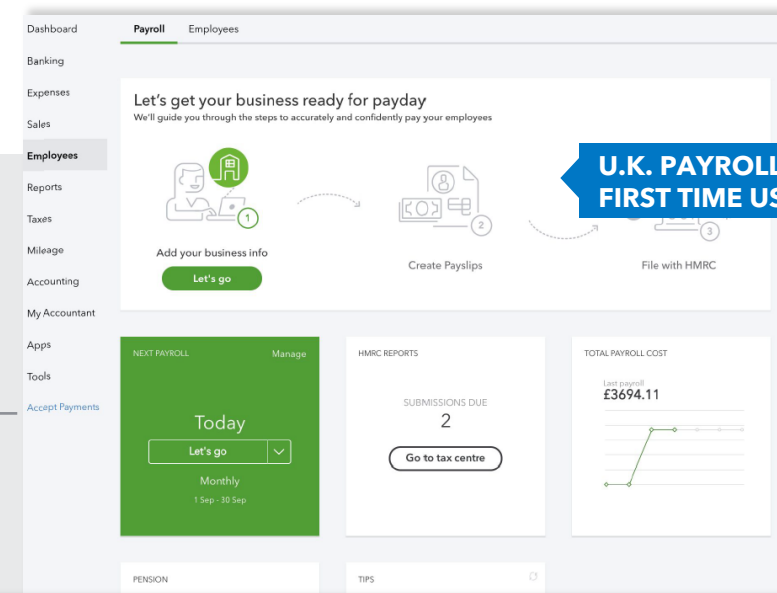 Dashboard
Banking
Expenses
Sales
Employees
Reports
Taxes
Mileage
Accounting
My Accountant
Apps
Tools
Accept Payments
Payroll Employees
Let's get your business ready for payday
We'll guide you through the steps to accurately and confidently pay your employees
U.K. PAYROLL
FIRST TIME US
1
2
3
Add your business info
Let's go
Create Payslips
File with HMRC
NEXT PAYROLL Manage
Today
Let's go
Monthly
1 Sep - 30 Sep
HMRC REPORTS
SUBMISSIONS DUE
2
Go to tax centre
TOTAL PAYROLL COST
Last payroll
£3694.11
PENSION
TIPS